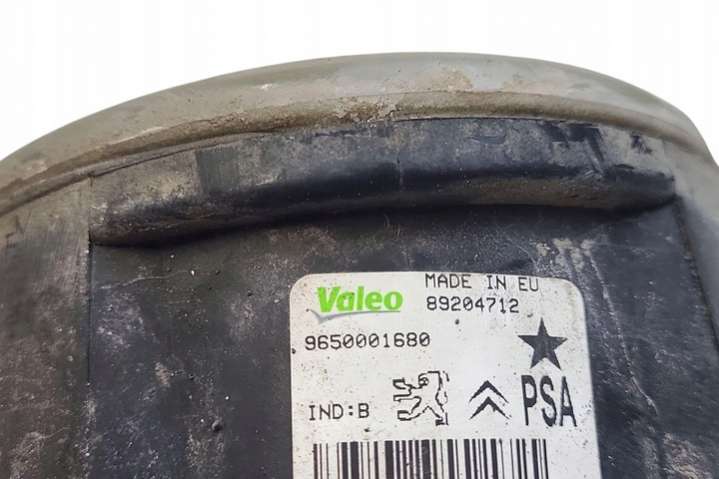 Valeo MADE IN EU
89204712
9650001680
IND:B PSA